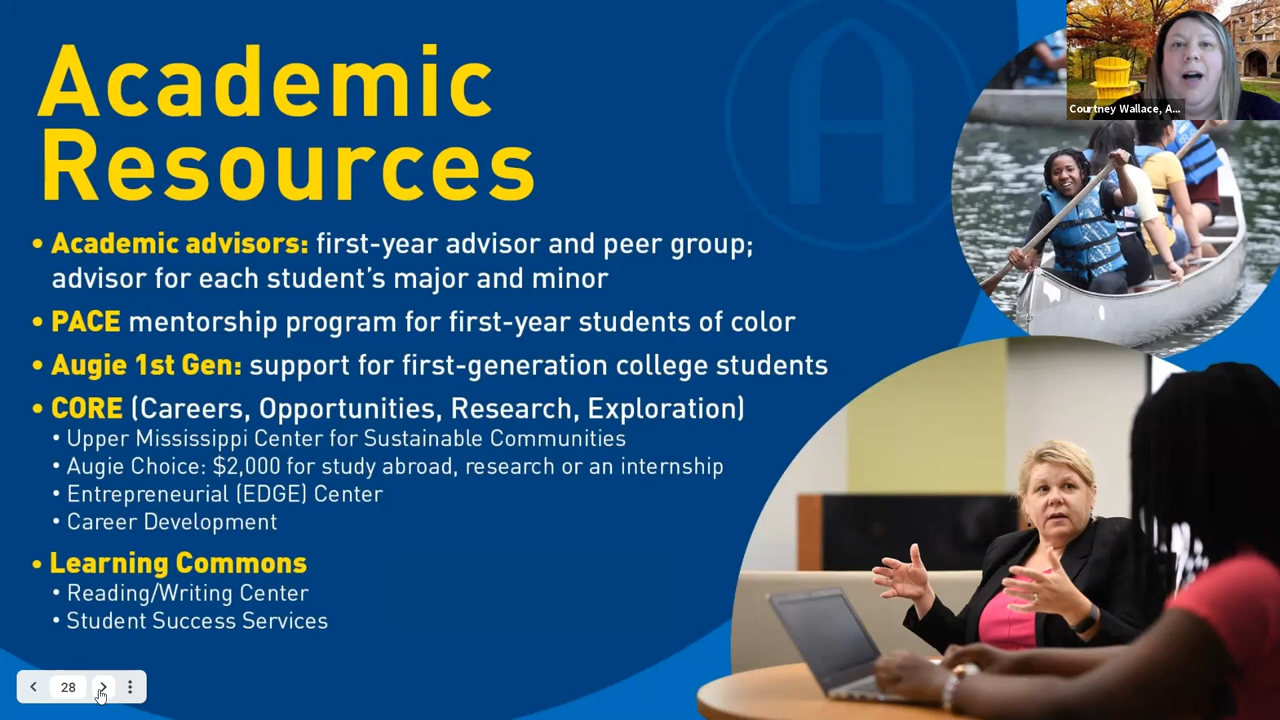 Academic
Resources
• Academic advisors: first-year advisor and peer group;
advisor for each student's major and minor
• PACE mentorship program for first-year students of color
• Augie 1st Gen: support for first-generation college students
• CORE (Careers, Opportunities, Research, Exploration)
• Upper Mississippi Center for Sustainable Communities
• Augie Choice: $2,000 for study abroad, research or an internship
• Entrepreneurial (EDGE) Center
• Career Development
• Learning Commons
• Reading/Writing Center
• Student Success Services
Courtney Wallace, A...
28